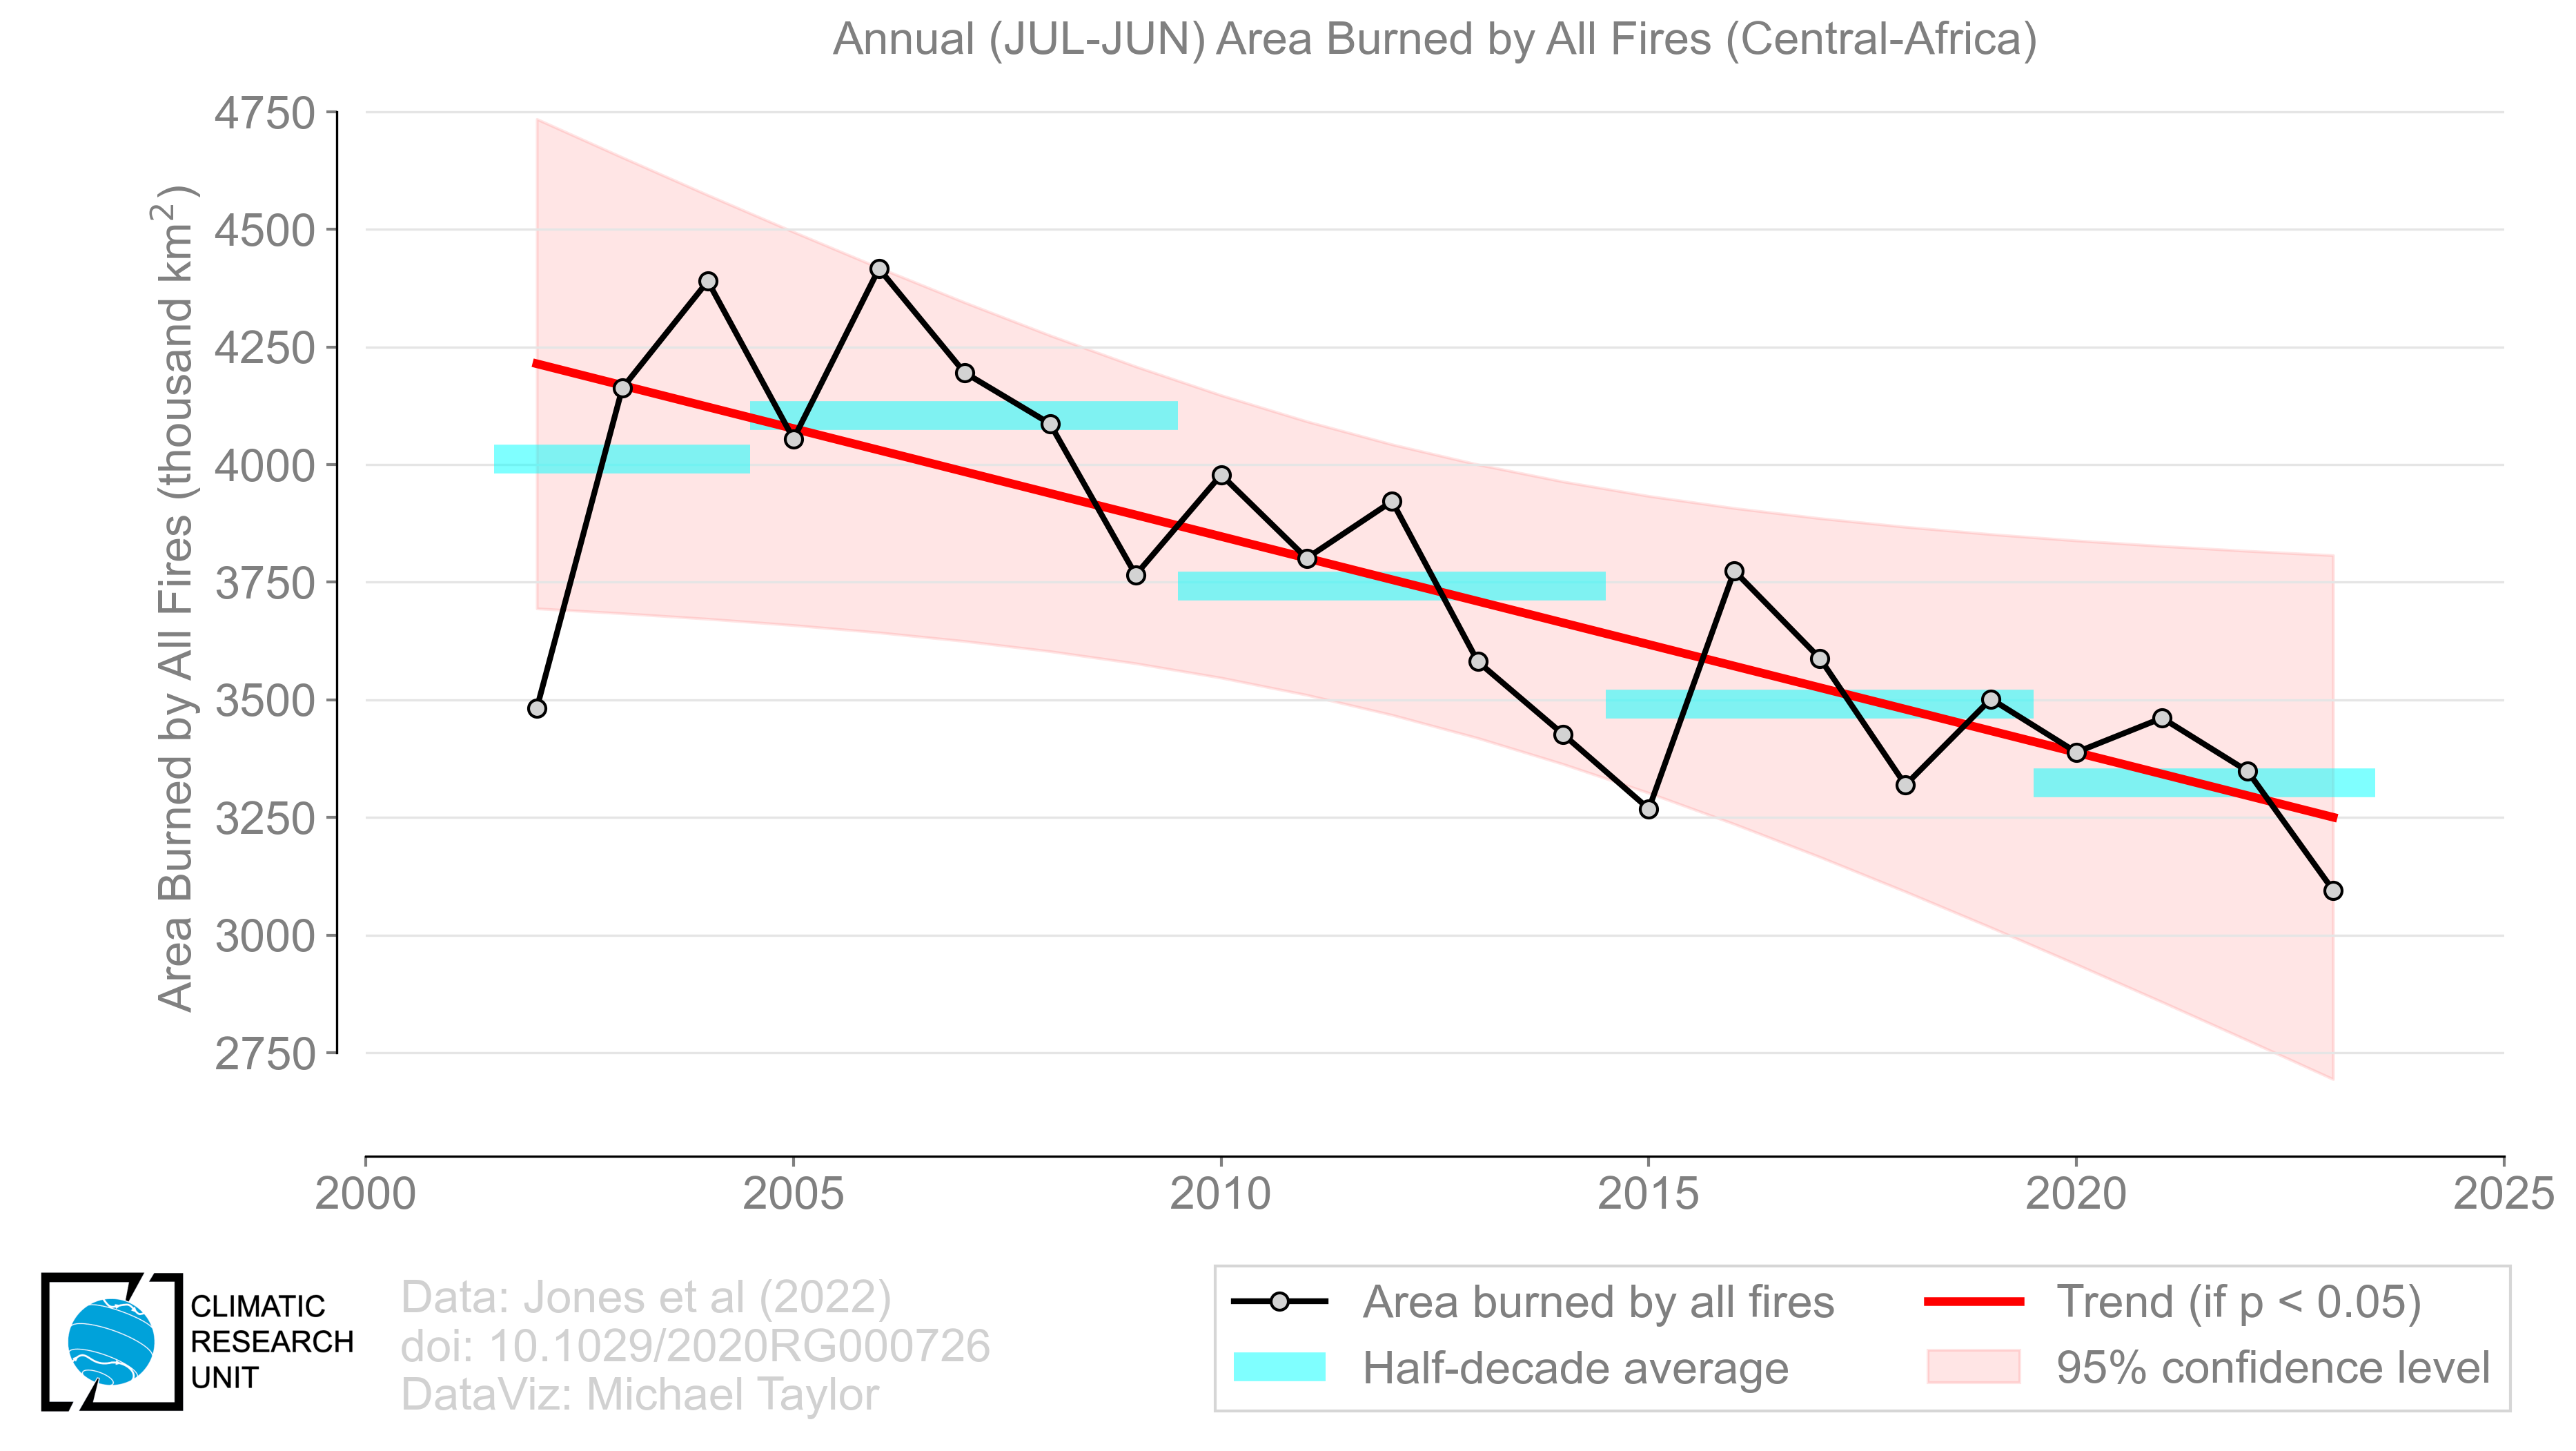 Annual (JUL-JUN) Area Burned by All Fires (Central-Africa)
Area Burned by All Fires (thousand km²)
4750
4500
4250
4000
3750
3500
3250
3000
2750
2000 2005 2010 2015 2020 2025
CLIMATIC
RESEARCH
UNIT
Data: Jones et al (2022)
doi: 10.1029/2020RG000726
DataViz: Michael Taylor
Area burned by all fires
Half-decade average
Trend (if p < 0.05)
95% confidence level